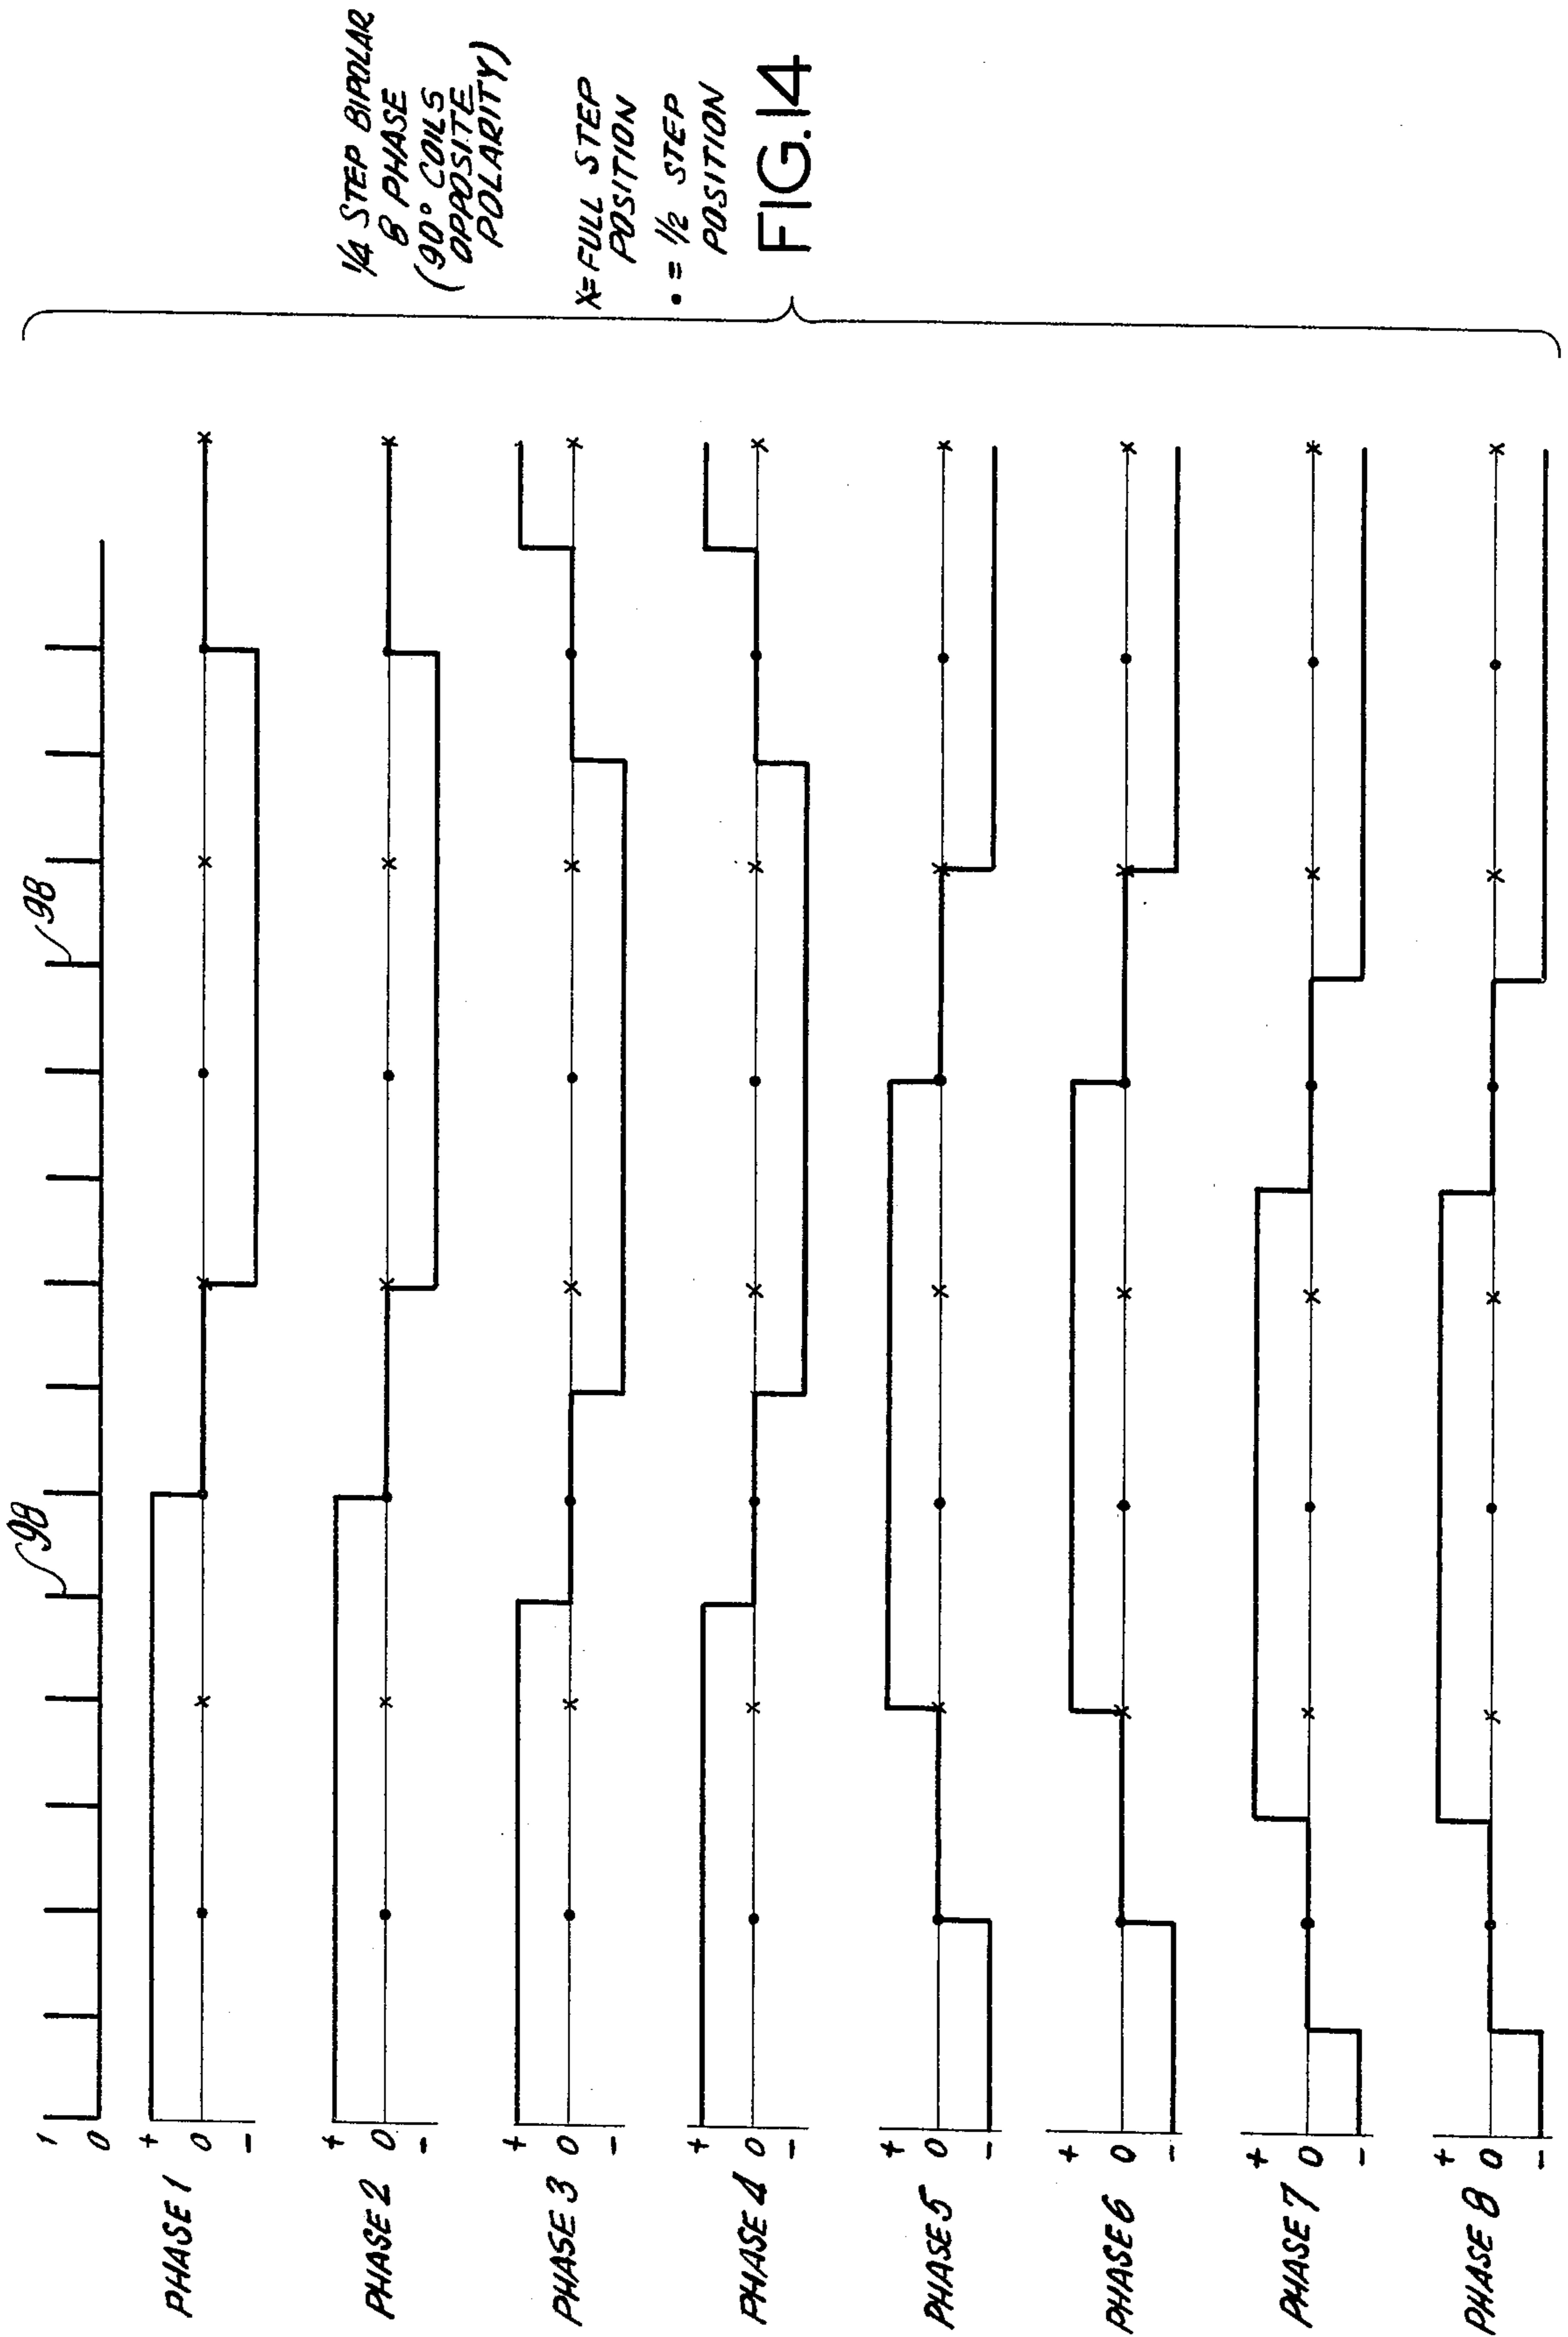 98
98
1
0
+
0
-
PHASE 1
+
0
-
PHASE 2
+
0
-
PHASE 3
+
0
-
PHASE 4
+
0
-
PHASE 5
+
0
-
PHASE 6
+
0
-
PHASE 7
+
0
-
PHASE 8
1/4 STEP BIPOLAR
8 PHASE
(90° COILS
OPPOSITE
POLARITY)
X=FULL STEP
POSITION
• = 1/2 STEP
POSITION
FIG.14